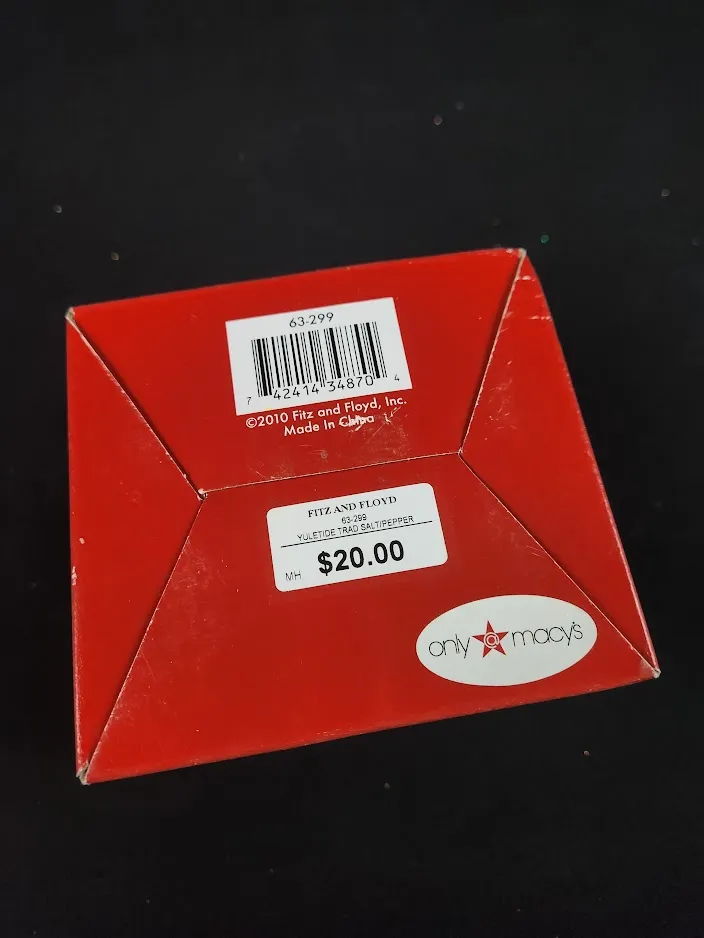 63-299
7 42414 34870 4
©2010 Fitz and Floyd, Inc.
Made In China
FITZ AND FLOYD
63-299
YULETIDE TRAD SALT/PEPPER
MH $20.00
only @ macy's